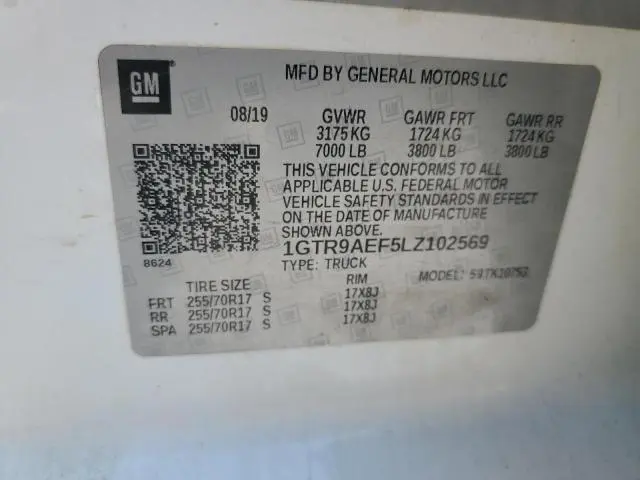 GM
MFD BY GENERAL MOTORS LLC
08/19 GVWR GAWR FRT GAWR RR
3175 KG 1724 KG 1724 KG
7000 LB 3800 LB 3800 LB
THIS VEHICLE CONFORMS TO ALL
APPLICABLE U.S. FEDERAL MOTOR
VEHICLE SAFETY STANDARDS IN EFFECT
ON THE DATE OF MANUFACTURE
SHOWN ABOVE.
8624
1GTR9AEF5LZ102569
TYPE: TRUCK MODEL:
TIRE SIZE RIM
FRT 255/70R17 S 17X8J
RR 255/70R17 S 17X8J
SPA 255/70R17 S 17X8J